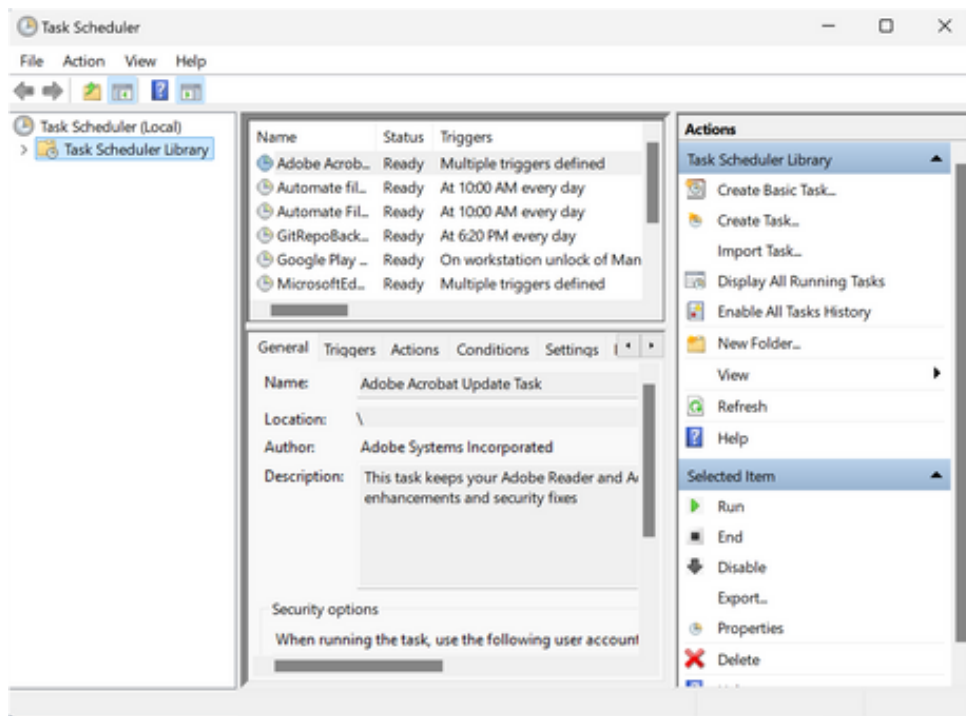 Task Scheduler
File Action View Help
Task Scheduler (Local)
Task Scheduler Library
Name Status Triggers
Adobe Acrob... Ready Multiple triggers defined
Automate fil... Ready At 10:00 AM every day
Automate Fil... Ready At 10:00 AM every day
GitRepoBack... Ready At 6:20 PM every day
Google Play ... Ready On workstation unlock of Man
MicrosoftEd... Ready Multiple triggers defined
General Triggers Actions Conditions Settings
Name: Adobe Acrobat Update Task
Location: \
Author: Adobe Systems Incorporated
Description: This task keeps your Adobe Reader and A
enhancements and security fixes
Security options
When running the task, use the following user account
Actions
Task Scheduler Library
Create Basic Task...
Create Task...
Import Task...
Display All Running Tasks
Enable All Tasks History
New Folder...
View
Refresh
Help
Selected Item
Run
End
Disable
Export...
Properties
Delete